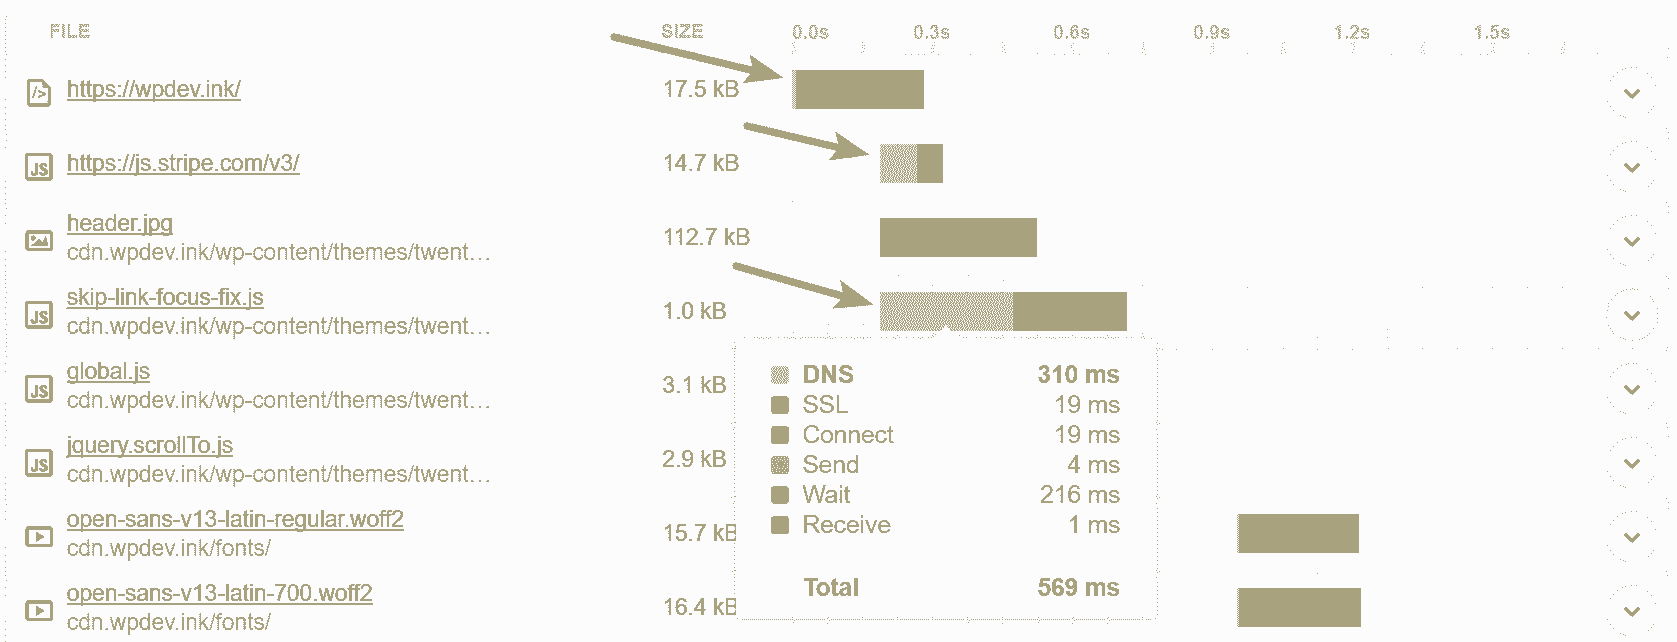 FILE SIZE 0.0s 0.3s 0.6s 0.9s 1.2s 1.5s
https://wpdev.ink/ 17.5 kB
https://js.stripe.com/v3/ 14.7 kB
header.jpg
cdn.wpdev.ink/wp-content/themes/twent… 112.7 kB
skip-link-focus-fix.js
cdn.wpdev.ink/wp-content/themes/twent… 1.0 kB
global.js
cdn.wpdev.ink/wp-content/themes/twent… 3.1 kB
jquery.scrollTo.js
cdn.wpdev.ink/wp-content/themes/twent… 2.9 kB
open-sans-v13-latin-regular.woff2
cdn.wpdev.ink/fonts/ 15.7 kB
open-sans-v13-latin-700.woff2
cdn.wpdev.ink/fonts/ 16.4 kB
DNS 310 ms
SSL 19 ms
Connect 19 ms
Send 4 ms
Wait 216 ms
Receive 1 ms
Total 569 ms